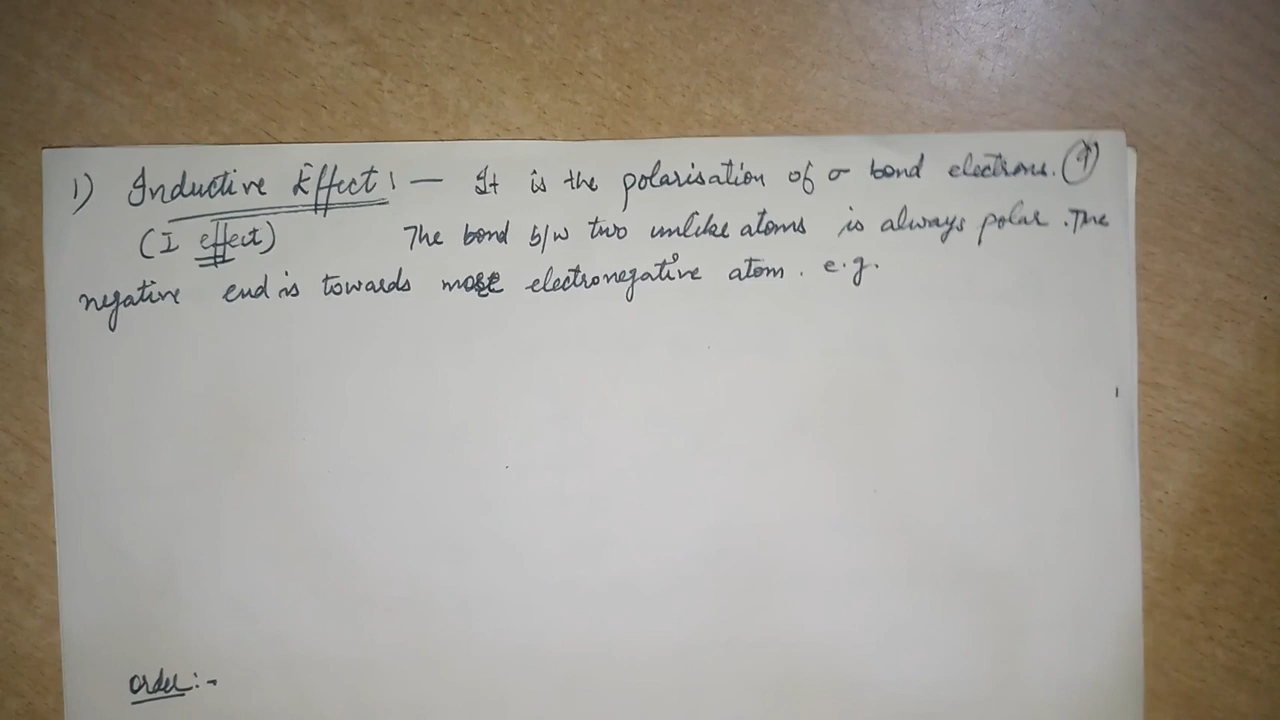 1) Inductive Effect :— It is the polarisation of σ bond electrons. (9)
(I effect) The bond b/w two unlike atoms is always polar. The
negative end is towards more electronegative atom. e.g.
order:-